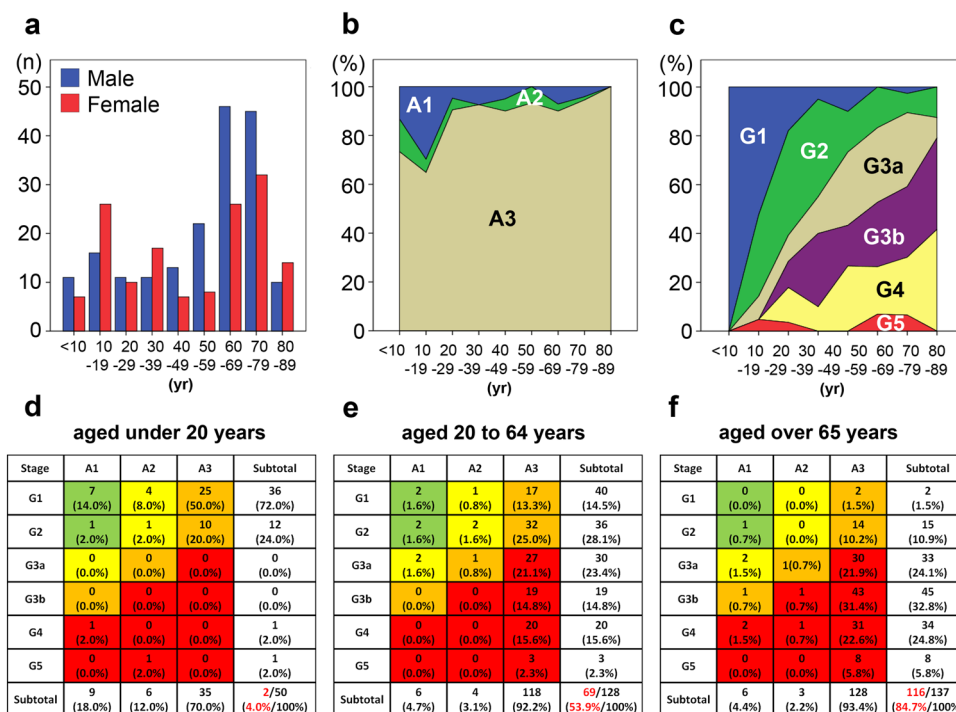 a
(n)
50
40
30
20
10
0
Male
Female
<10 10 20 30 40 50 60 70 80
-19 -29 -39 -49 -59 -69 -79 -89
(yr)
b
(%)
100
80
60
40
20
0
A1
A2
A3
<10 10 20 30 40 50 60 70 80
-19 -29 -39 -49 -59 -69 -79 -89
(yr)
c
(%)
100
80
60
40
20
0
G1
G2
G3a
G3b
G4
G5
<10 10 20 30 40 50 60 70 80
-19 -29 -39 -49 -59 -69 -79 -89
(yr)
d
aged under 20 years
Stage A1 A2 A3 Subtotal
G1 7 4 25 36
(14.0%) (8.0%) (50.0%) (72.0%)
G2 1 1 10 12
(2.0%) (2.0%) (20.0%) (24.0%)
G3a 0 0 0 0
(0.0%) (0.0%) (0.0%) (0.0%)
G3b 0 0 0 0
(0.0%) (0.0%) (0.0%) (0.0%)
G4 1 0 0 1
(2.0%) (0.0%) (0.0%) (2.0%)
G5 0 1 0 1
(0.0%) (2.0%) (0.0%) (2.0%)
Subtotal 9 6 35 2/50
(18.0%) (12.0%) (70.0%) (4.0%/100%)
e
aged 20 to 64 years
Stage A1 A2 A3 Subtotal
G1 2 1 17 40
(1.6%) (0.8%) (13.3%) (14.5%)
G2 2 2 32 36
(1.6%) (1.6%) (25.0%) (28.1%)
G3a 2 1 27 30
(1.6%) (0.8%) (21.1%) (23.4%)
G3b 0 0 19 19
(0.0%) (0.0%) (14.8%) (14.8%)
G4 0 0 20 20
(0.0%) (0.0%) (15.6%) (15.6%)
G5 0 0 3 3
(0.0%) (0.0%) (2.3%) (2.3%)
Subtotal 6 4 118 69/128
(4.7%) (3.1%) (92.2%) (53.9%/100%)
f
aged over 65 years
Stage A1 A2 A3 Subtotal
G1 0 0 2 2
(0.0%) (0.0%) (1.5%) (1.5%)
G2 1 0 14 15
(0.7%) (0.0%) (10.2%) (10.9%)
G3a 2 1(0.7%) 30 33
(1.5%) (21.9%) (24.1%)
G3b 1 1 43 45
(0.7%) (0.7%) (31.4%) (32.8%)
G4 2 1 31 34
(1.5%) (0.7%) (22.6%) (24.8%)
G5 0 0 8 8
(0.0%) (0.0%) (5.8%) (5.8%)
Subtotal 6 3 128 116/137
(4.4%) (2.2%) (93.4%) (84.7%/100%)